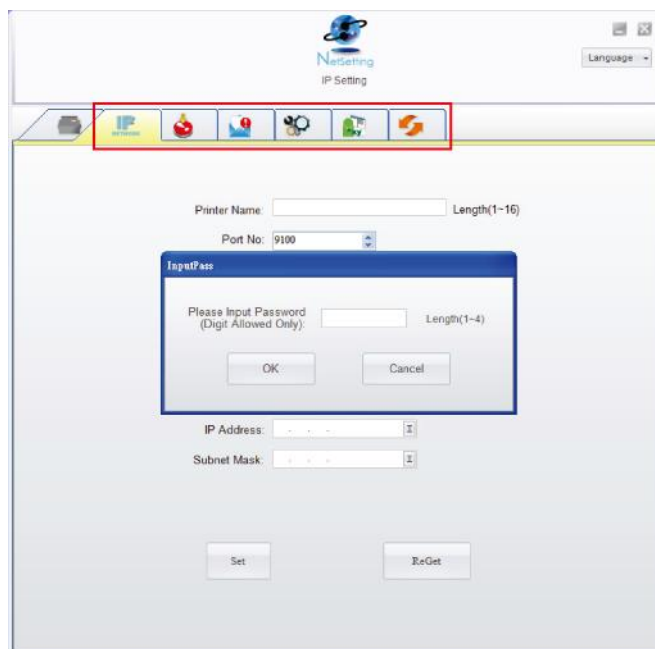 NetSetting
Language
IP Setting
IP
Printer Name:
Length(1~16)
Port No: 9100
InputPass
Please Input Password
(Digit Allowed Only):
Length(1~4)
OK Cancel
IP Address:
Subnet Mask:
Set ReGet